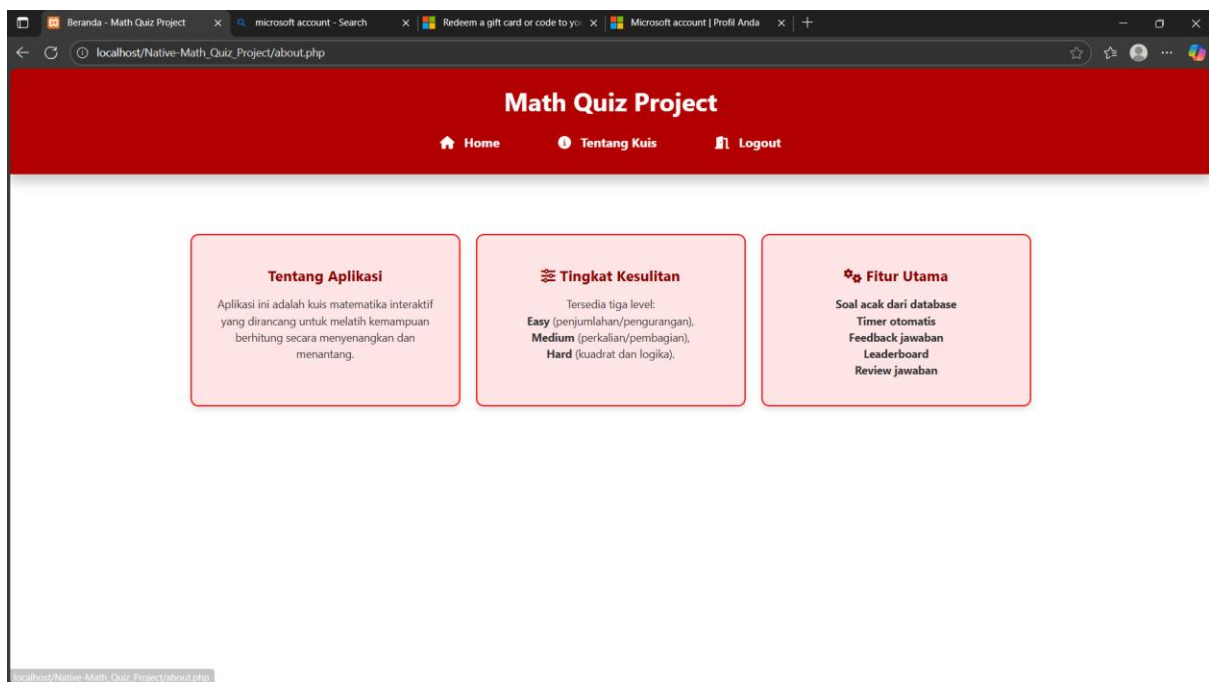 Beranda - Math Quiz Project
microsoft account - Search
Redeem a gift card or code to yo
Microsoft account | Profil Anda
localhost/Native-Math_Quiz_Project/about.php
Math Quiz Project
Home
Tentang Kuis
Logout
Tentang Aplikasi
Aplikasi ini adalah kuis matematika interaktif
yang dirancang untuk melatih kemampuan
berhitung secara menyenangkan dan
menantang.
Tingkat Kesulitan
Tersedia tiga level:
Easy (penjumlahan/pengurangan),
Medium (perkalian/pembagian),
Hard (kuadrat dan logika).
Fitur Utama
Soal acak dari database
Timer otomatis
Feedback jawaban
Leaderboard
Review jawaban
localhost/Native-Math_Quiz_Project/about.php